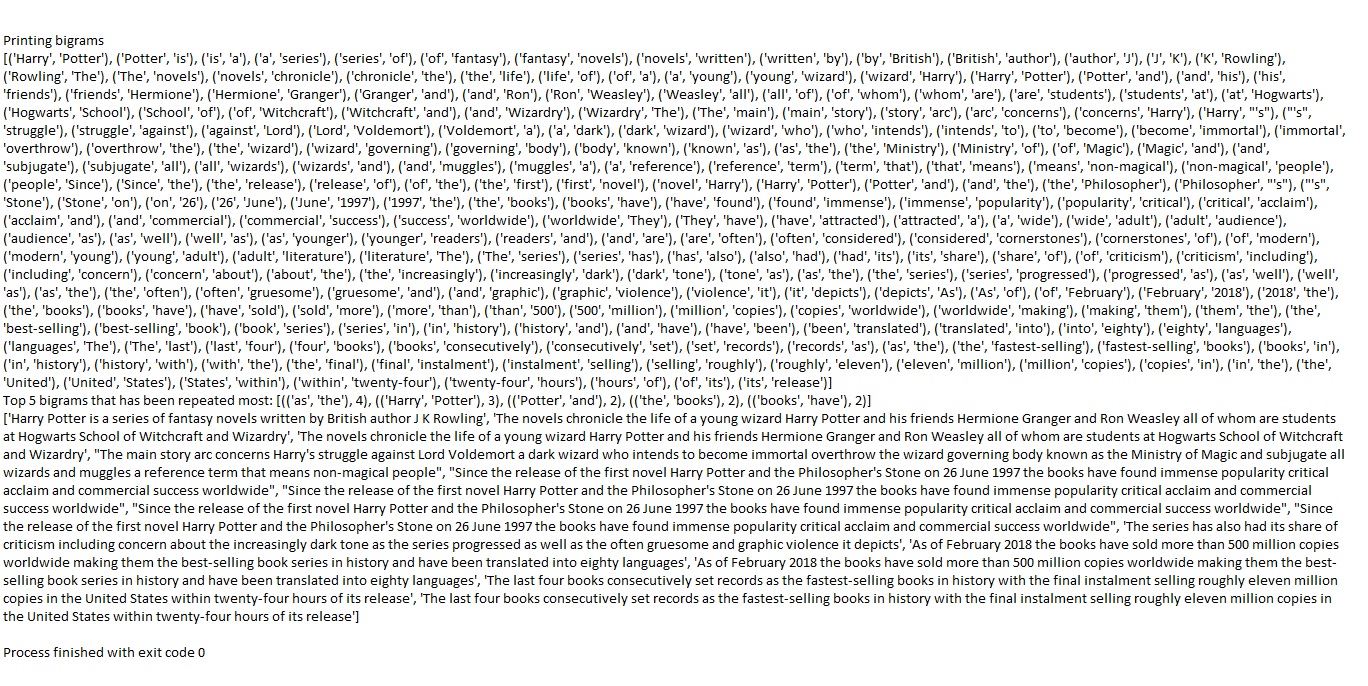 Printing bigrams
[('Harry', 'Potter'), ('Potter', 'is'), ('is', 'a'), ('a', 'series'), ('series', 'of'), ('of', 'fantasy'), ('fantasy', 'novels'), ('novels', 'written'), ('written', 'by'), ('by', 'British'), ('British', 'author'), ('author', 'J'), ('J', 'K'), ('K', 'Rowling'),
('Rowling', 'The'), ('The', 'novels'), ('novels', 'chronicle'), ('chronicle', 'the'), ('the', 'life'), ('life', 'of'), ('of', 'a'), ('a', 'young'), ('young', 'wizard'), ('wizard', 'Harry'), ('Harry', 'Potter'), ('Potter', 'and'), ('and', 'his'), ('his',
'friends'), ('friends', 'Hermione'), ('Hermione', 'Granger'), ('Granger', 'and'), ('and', 'Ron'), ('Ron', 'Weasley'), ('Weasley', 'all'), ('all', 'of'), ('of', 'whom'), ('whom', 'are'), ('are', 'students'), ('students', 'at'), ('at', 'Hogwarts'),
('Hogwarts', 'School'), ('School', 'of'), ('of', 'Witchcraft'), ('Witchcraft', 'and'), ('and', 'Wizardry'), ('Wizardry', 'The'), ('The', 'main'), ('main', 'story'), ('story', 'arc'), ('arc', 'concerns'), ('concerns', 'Harry'), ('Harry', "'s"), ("'s",
'struggle'), ('struggle', 'against'), ('against', 'Lord'), ('Lord', 'Voldemort'), ('Voldemort', 'a'), ('a', 'dark'), ('dark', 'wizard'), ('wizard', 'who'), ('who', 'intends'), ('intends', 'to'), ('to', 'become'), ('become', 'immortal'), ('immortal',
'overthrow'), ('overthrow', 'the'), ('the', 'wizard'), ('wizard', 'governing'), ('governing', 'body'), ('body', 'known'), ('known', 'as'), ('as', 'the'), ('the', 'Ministry'), ('Ministry', 'of'), ('of', 'Magic'), ('Magic', 'and'), ('and',
'subjugate'), ('subjugate', 'all'), ('all', 'wizards'), ('wizards', 'and'), ('and', 'muggles'), ('muggles', 'a'), ('a', 'reference'), ('reference', 'term'), ('term', 'that'), ('that', 'means'), ('means', 'non-magical'), ('non-magical', 'people'),
('people', 'Since'), ('Since', 'the'), ('the', 'release'), ('release', 'of'), ('of', 'the'), ('the', 'first'), ('first', 'novel'), ('novel', 'Harry'), ('Harry', 'Potter'), ('Potter', 'and'), ('and', 'the'), ('the', 'Philosopher'), ('Philosopher', "'s"), ("'s",
'Stone'), ('Stone', 'on'), ('on', '26'), ('26', 'June'), ('June', '1997'), ('1997', 'the'), ('the', 'books'), ('books', 'have'), ('have', 'found'), ('found', 'immense'), ('immense', 'popularity'), ('popularity', 'critical'), ('critical', 'acclaim'),
('acclaim', 'and'), ('and', 'commercial'), ('commercial', 'success'), ('success', 'worldwide'), ('worldwide', 'They'), ('They', 'have'), ('have', 'attracted'), ('attracted', 'a'), ('a', 'wide'), ('wide', 'adult'), ('adult', 'audience'),
('audience', 'as'), ('as', 'well'), ('well', 'as'), ('as', 'younger'), ('younger', 'readers'), ('readers', 'and'), ('and', 'are'), ('are', 'often'), ('often', 'considered'), ('considered', 'cornerstones'), ('cornerstones', 'of'), ('of', 'modern'),
('modern', 'young'), ('young', 'adult'), ('adult', 'literature'), ('literature', 'The'), ('The', 'series'), ('series', 'has'), ('has', 'also'), ('also', 'had'), ('had', 'its'), ('its', 'share'), ('share', 'of'), ('of', 'criticism'), ('criticism', 'including'),
('including', 'concern'), ('concern', 'about'), ('about', 'the'), ('the', 'increasingly'), ('increasingly', 'dark'), ('dark', 'tone'), ('tone', 'as'), ('as', 'the'), ('the', 'series'), ('series', 'progressed'), ('progressed', 'as'), ('as', 'well'), ('well',
'as'), ('as', 'the'), ('the', 'often'), ('often', 'gruesome'), ('gruesome', 'and'), ('and', 'graphic'), ('graphic', 'violence'), ('violence', 'it'), ('it', 'depicts'), ('depicts', 'As'), ('As', 'of'), ('of', 'February'), ('February', '2018'), ('2018', 'the'),
('the', 'books'), ('books', 'have'), ('have', 'sold'), ('sold', 'more'), ('more', 'than'), ('than', '500'), ('500', 'million'), ('million', 'copies'), ('copies', 'worldwide'), ('worldwide', 'making'), ('making', 'them'), ('them', 'the'), ('the',
'best-selling'), ('best-selling', 'book'), ('book', 'series'), ('series', 'in'), ('in', 'history'), ('history', 'and'), ('and', 'have'), ('have', 'been'), ('been', 'translated'), ('translated', 'into'), ('into', 'eighty'), ('eighty', 'languages'),
('languages', 'The'), ('The', 'last'), ('last', 'four'), ('four', 'books'), ('books', 'consecutively'), ('consecutively', 'set'), ('set', 'records'), ('records', 'as'), ('as', 'the'), ('the', 'fastest-selling'), ('fastest-selling', 'books'), ('books', 'in'),
('in', 'history'), ('history', 'with'), ('with', 'the'), ('the', 'final'), ('final', 'instalment'), ('instalment', 'selling'), ('selling', 'roughly'), ('roughly', 'eleven'), ('eleven', 'million'), ('million', 'copies'), ('copies', 'in'), ('in', 'the'), ('the',
'United'), ('United', 'States'), ('States', 'within'), ('within', 'twenty-four'), ('twenty-four', 'hours'), ('hours', 'of'), ('of', 'its'), ('its', 'release')]
Top 5 bigrams that has been repeated most: [(('as', 'the'), 4), (('Harry', 'Potter'), 3), (('Potter', 'and'), 2), (('the', 'books'), 2), (('books', 'have'), 2)]
['Harry Potter is a series of fantasy novels written by British author J K Rowling', 'The novels chronicle the life of a young wizard Harry Potter and his friends Hermione Granger and Ron Weasley all of whom are students
at Hogwarts School of Witchcraft and Wizardry', 'The novels chronicle the life of a young wizard Harry Potter and his friends Hermione Granger and Ron Weasley all of whom are students at Hogwarts School of Witchcraft
and Wizardry', "The main story arc concerns Harry's struggle against Lord Voldemort a dark wizard who intends to become immortal overthrow the wizard governing body known as the Ministry of Magic and subjugate all
wizards and muggles a reference term that means non-magical people", "Since the release of the first novel Harry Potter and the Philosopher's Stone on 26 June 1997 the books have found immense popularity critical
acclaim and commercial success worldwide", "Since the release of the first novel Harry Potter and the Philosopher's Stone on 26 June 1997 the books have found immense popularity critical acclaim and commercial
success worldwide", "Since the release of the first novel Harry Potter and the Philosopher's Stone on 26 June 1997 the books have found immense popularity critical acclaim and commercial success worldwide", "Since
the release of the first novel Harry Potter and the Philosopher's Stone on 26 June 1997 the books have found immense popularity critical acclaim and commercial success worldwide", 'The series has also had its share of
criticism including concern about the increasingly dark tone as the series progressed as well as the often gruesome and graphic violence it depicts', 'As of February 2018 the books have sold more than 500 million copies
worldwide making them the best-selling book series in history and have been translated into eighty languages', 'As of February 2018 the books have sold more than 500 million copies worldwide making them the best-
selling book series in history and have been translated into eighty languages', 'The last four books consecutively set records as the fastest-selling books in history with the final instalment selling roughly eleven million
copies in the United States within twenty-four hours of its release', 'The last four books consecutively set records as the fastest-selling books in history with the final instalment selling roughly eleven million copies in
the United States within twenty-four hours of its release']
Process finished with exit code 0